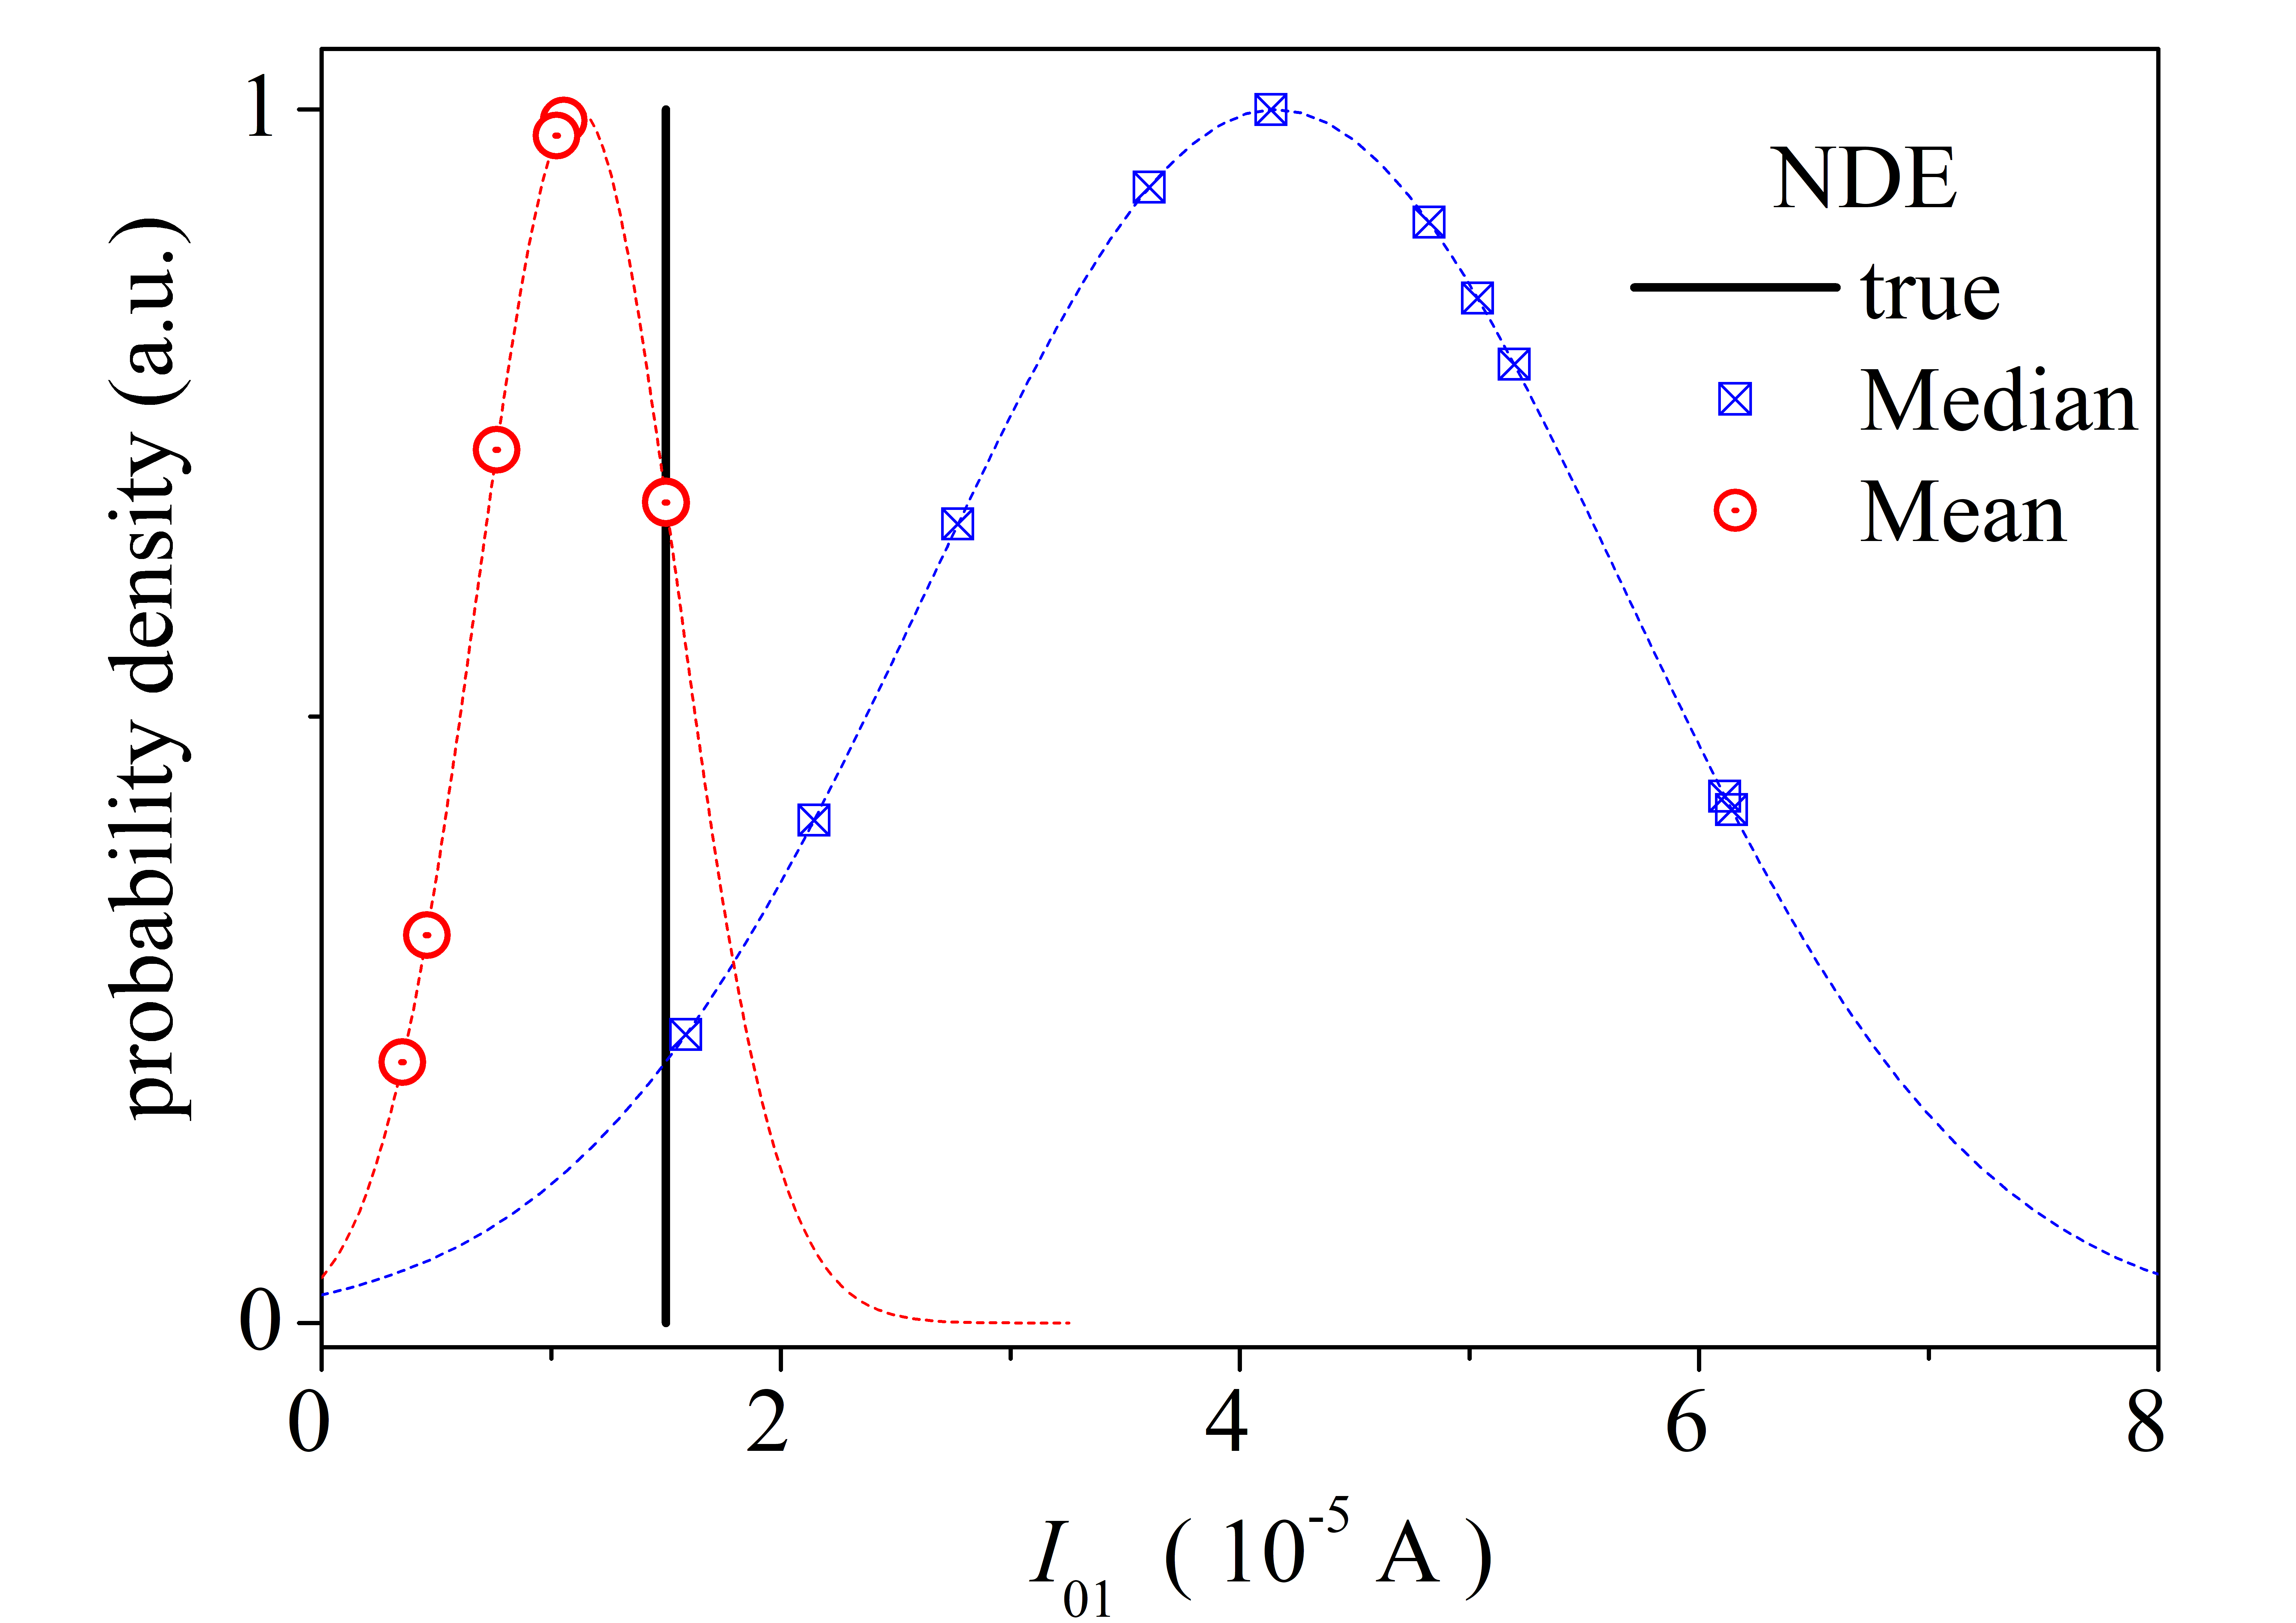 probability density (a.u.)
1
0
NDE
true
Median
Mean
0 2 4 6 8
I₀₁ ( 10⁻⁵ A )